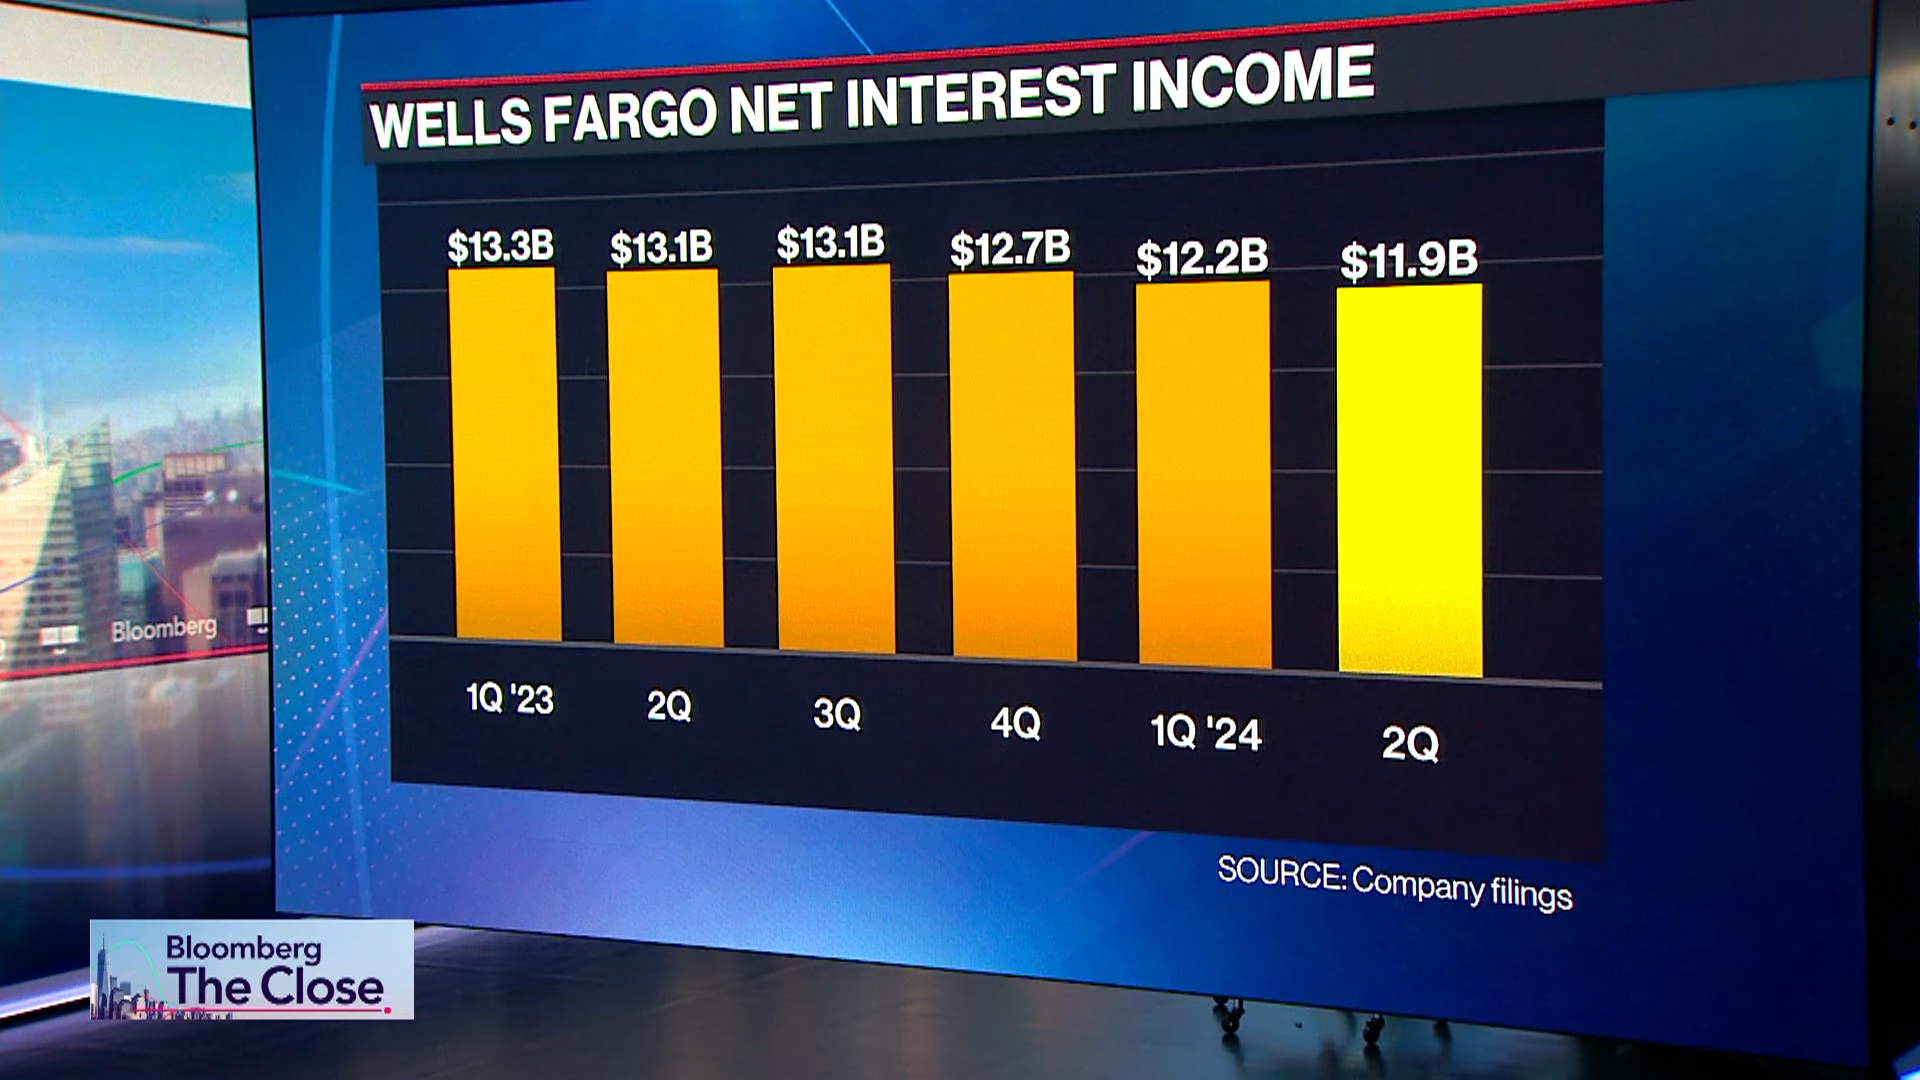 WELLS FARGO NET INTEREST INCOME
$13.3B $13.1B $13.1B $12.7B $12.2B $11.9B
1Q '23 2Q 3Q 4Q 1Q '24 2Q
SOURCE: Company filings
Bloomberg
Bloomberg
The Close